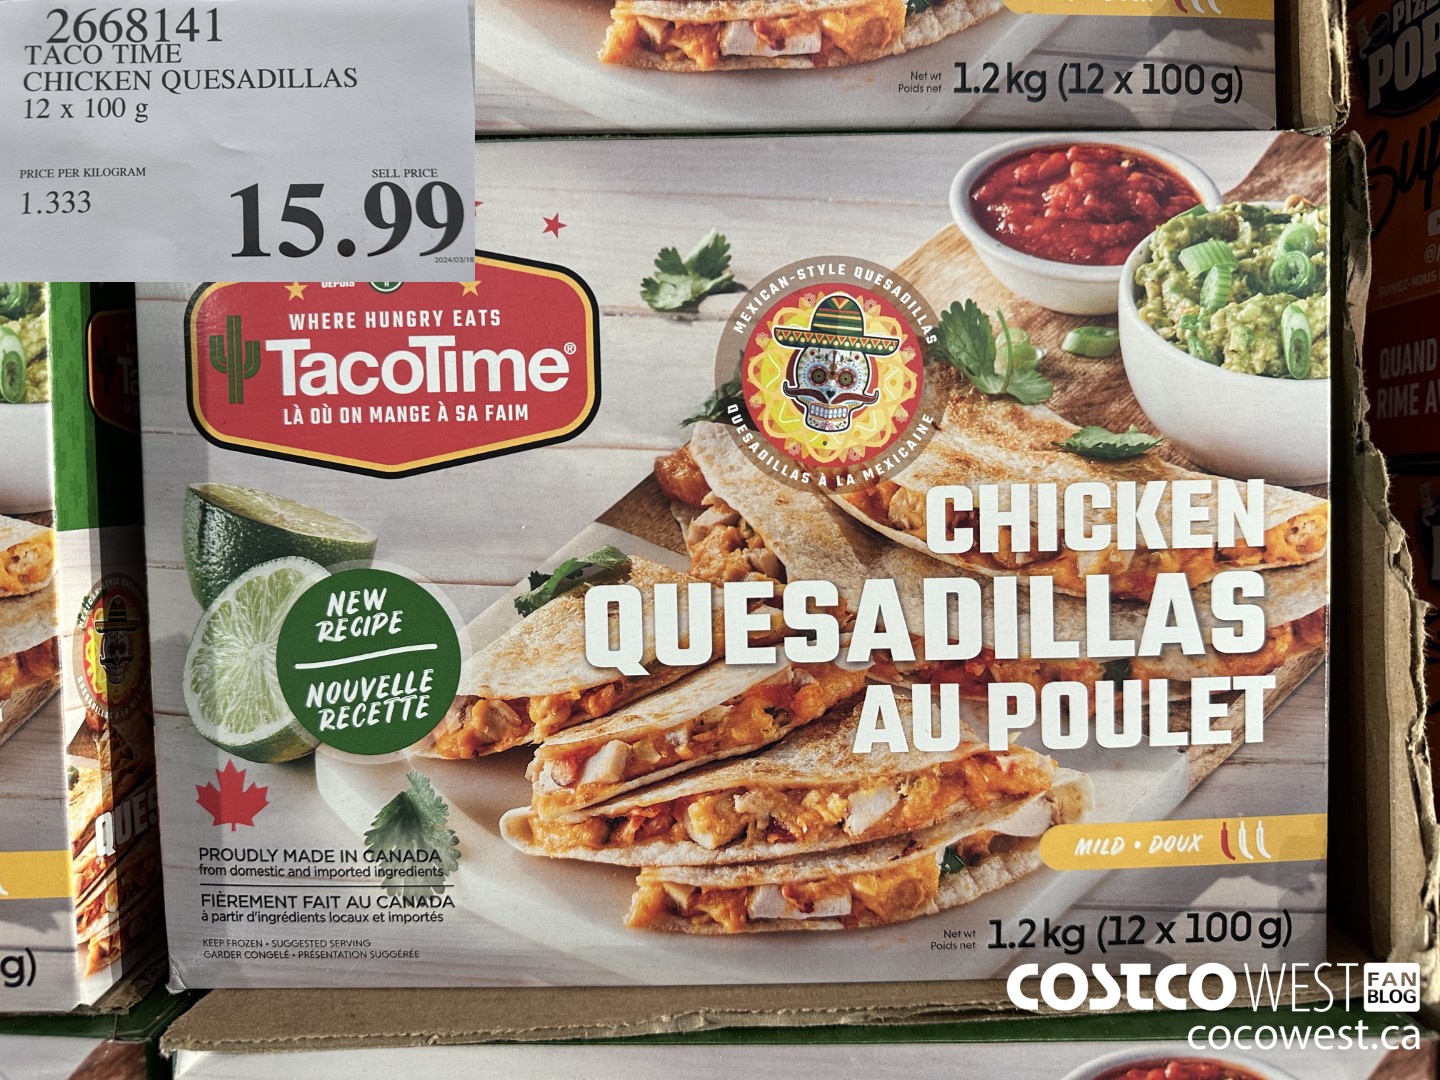 2668141
TACO TIME
CHICKEN QUESADILLAS
12 x 100 g
PRICE PER KILOGRAM
1.333
SELL PRICE
15.99
2024/03/16
Net wt
Poids net
1.2 kg (12 x 100 g)
DEPUIS
WHERE HUNGRY EATS
TacoTime®
LÀ OÙ ON MANGE À SA FAIM
MEXICAN-STYLE QUESADILLAS
QUESADILLAS À LA MEXICAINE
CHICKEN
QUESADILLAS
AU POULET
NEW
RECIPE
NOUVELLE
RECETTE
MILD • DOUX
PROUDLY MADE IN CANADA
from domestic and imported ingredients
FIÈREMENT FAIT AU CANADA
à partir d'ingrédients locaux et importés
KEEP FROZEN • SUGGESTED SERVING
GARDER CONGELÉ • PRÉSENTATION SUGGÉRÉE
Net wt
Poids net
1.2 kg (12 x 100 g)
QUES
g)
POP
QUAND
COSTCO WEST FAN BLOG
cocowest.ca